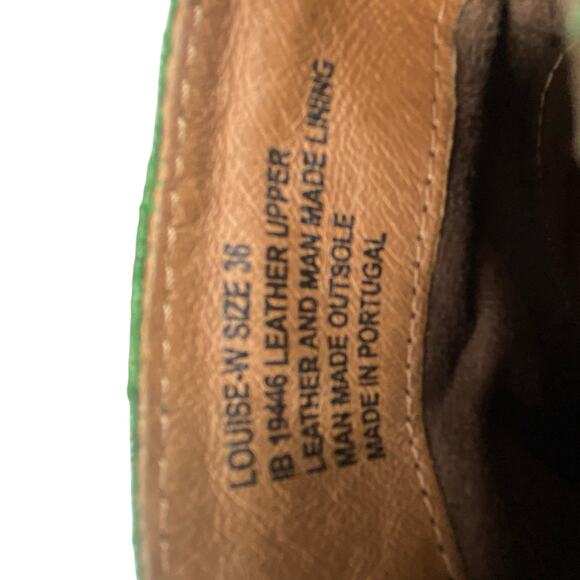 LOUISE-W SIZE 36
IB 19446 LEATHER UPPER
LEATHER AND MAN MADE LINING
MAN MADE OUTSOLE
MADE IN PORTUGAL